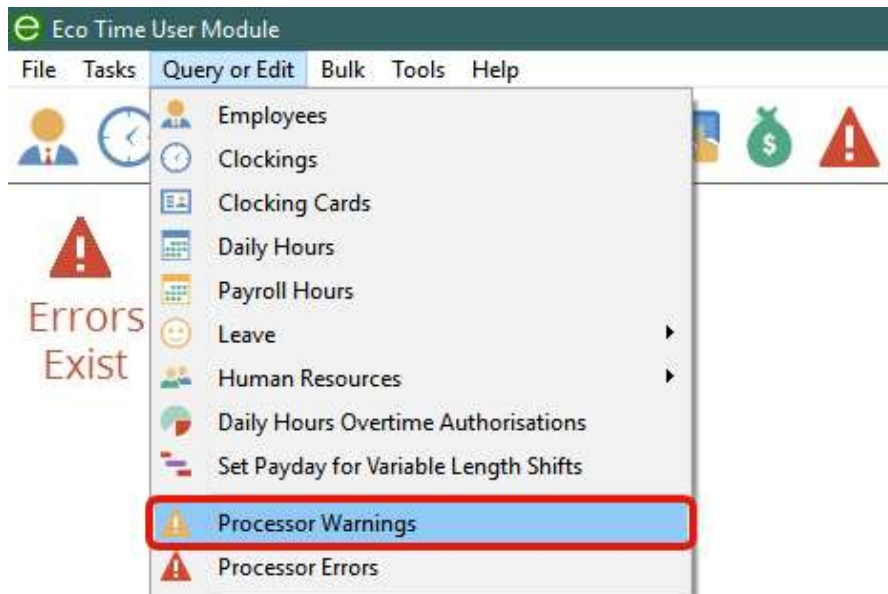 Eco Time User Module
File Tasks Query or Edit Bulk Tools Help
Employees
Clockings
Clocking Cards
Daily Hours
Payroll Hours
Leave
Human Resources
Daily Hours Overtime Authorisations
Set Payday for Variable Length Shifts
Processor Warnings
Processor Errors
Errors
Exist